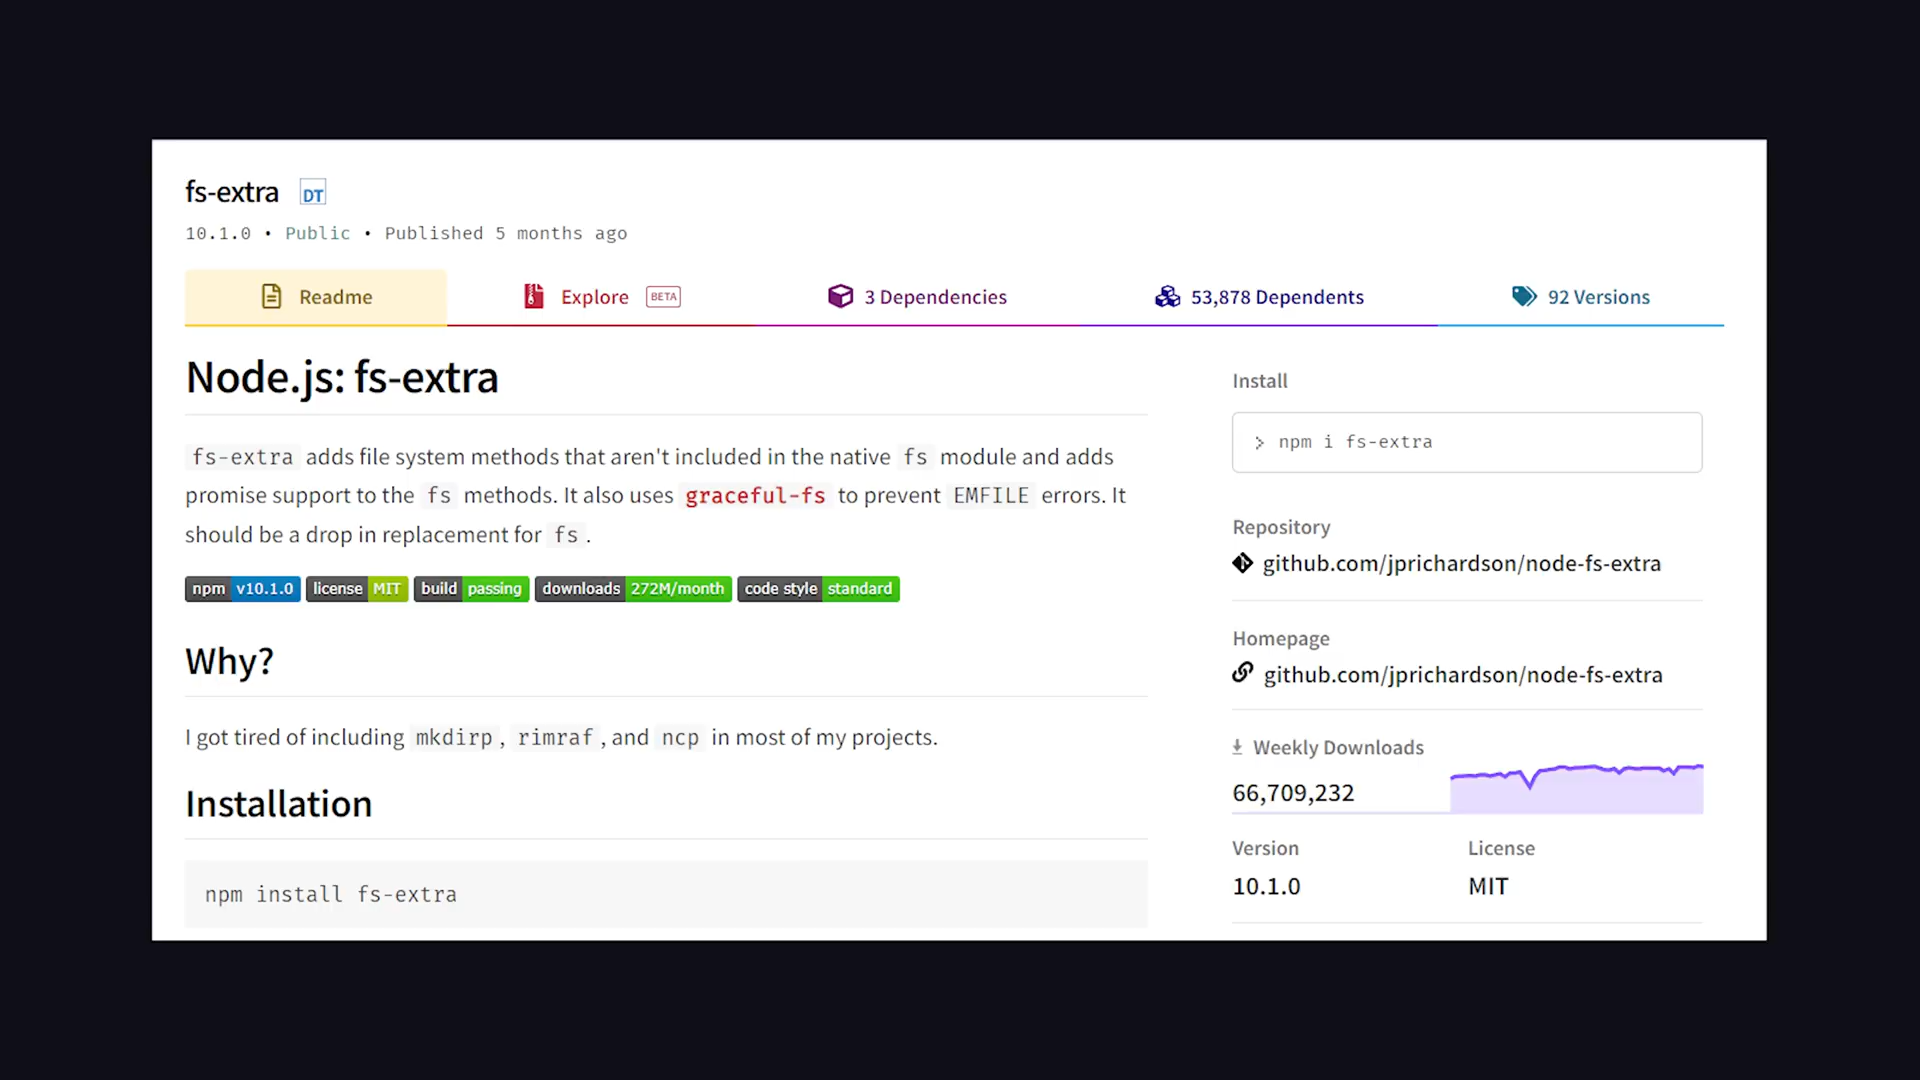 fs-extra DT
10.1.0 • Public • Published 5 months ago
Readme
Explore BETA
3 Dependencies
53,878 Dependents
92 Versions
Node.js: fs-extra
fs-extra adds file system methods that aren't included in the native fs module and adds
promise support to the fs methods. It also uses graceful-fs to prevent EMFILE errors. It
should be a drop in replacement for fs.
npm v10.1.0 license MIT build passing downloads 272M/month code style standard
Why?
I got tired of including mkdirp, rimraf, and ncp in most of my projects.
Installation
npm install fs-extra
Install
> npm i fs-extra
Repository
github.com/jprichardson/node-fs-extra
Homepage
github.com/jprichardson/node-fs-extra
Weekly Downloads
66,709,232
Version
10.1.0
License
MIT